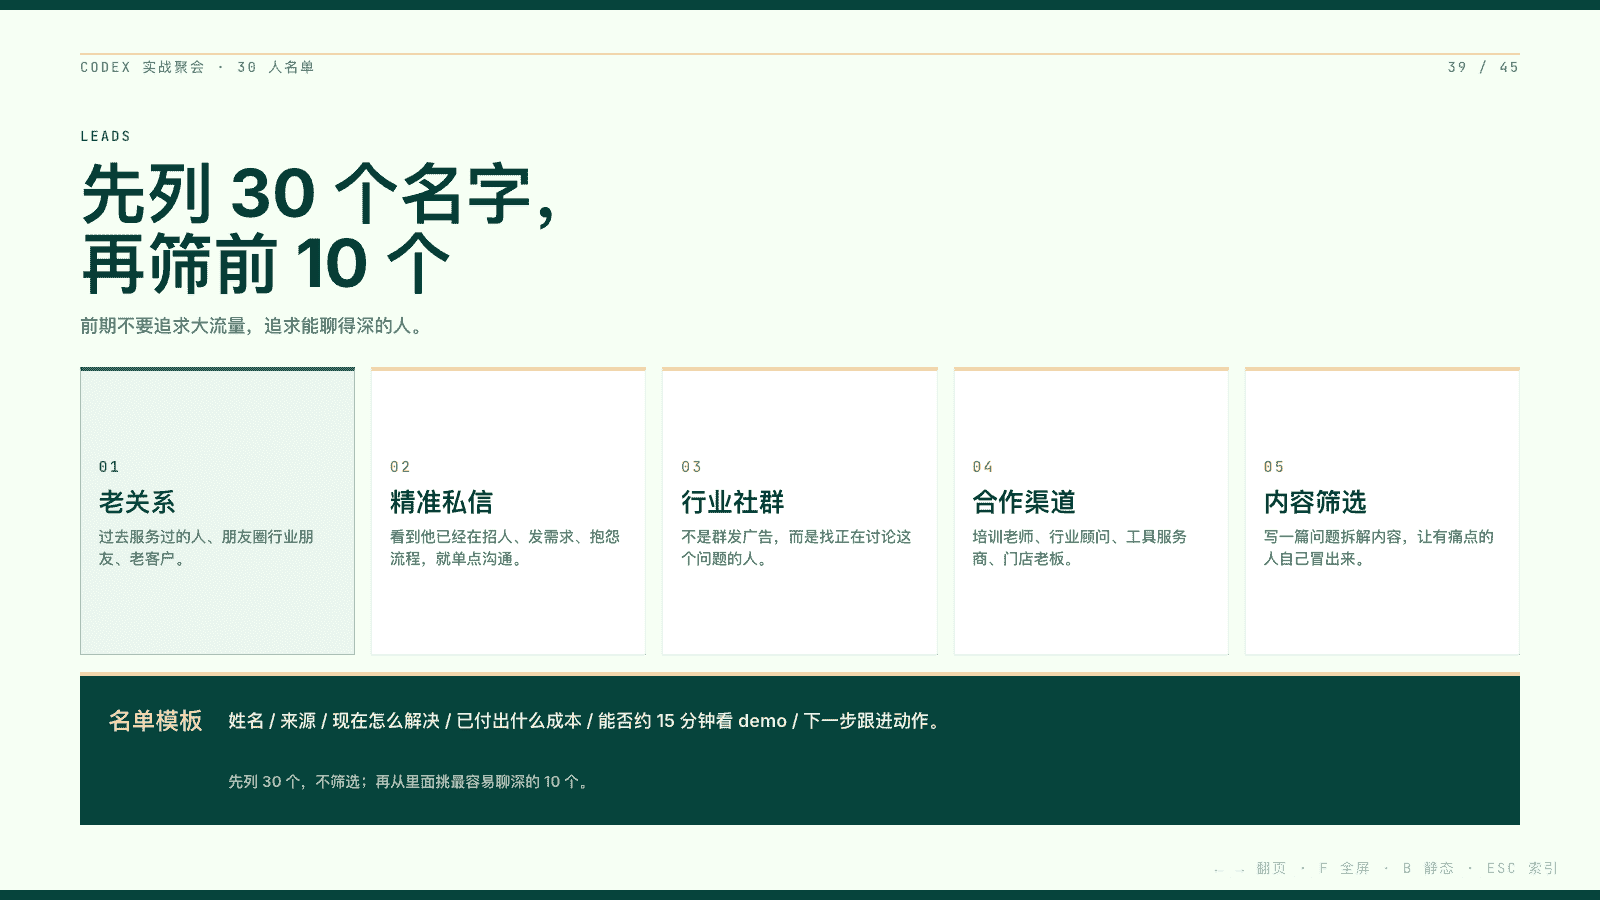 CODEX 实战聚会 · 30 人名单
39 / 45
LEADS
先列 30 个名字，
再筛前 10 个
前期不要追求大流量，追求能聊得深的人。
01
老关系
过去服务过的人、朋友圈行业朋
友、老客户。
02
精准私信
看到他已经在招人、发需求、抱怨
流程，就单点沟通。
03
行业社群
不是群发广告，而是找正在讨论这
个问题的人。
04
合作渠道
培训老师、行业顾问、工具服务
商、门店老板。
05
内容筛选
写一篇问题拆解内容，让有痛点的
人自己冒出来。
名单模板
姓名 / 来源 / 现在怎么解决 / 已付出什么成本 / 能否约 15 分钟看 demo / 下一步跟进动作。
先列 30 个，不筛选；再从里面挑最容易聊深的 10 个。
← → 翻页 · F 全屏 · B 静态 · ESC 索引